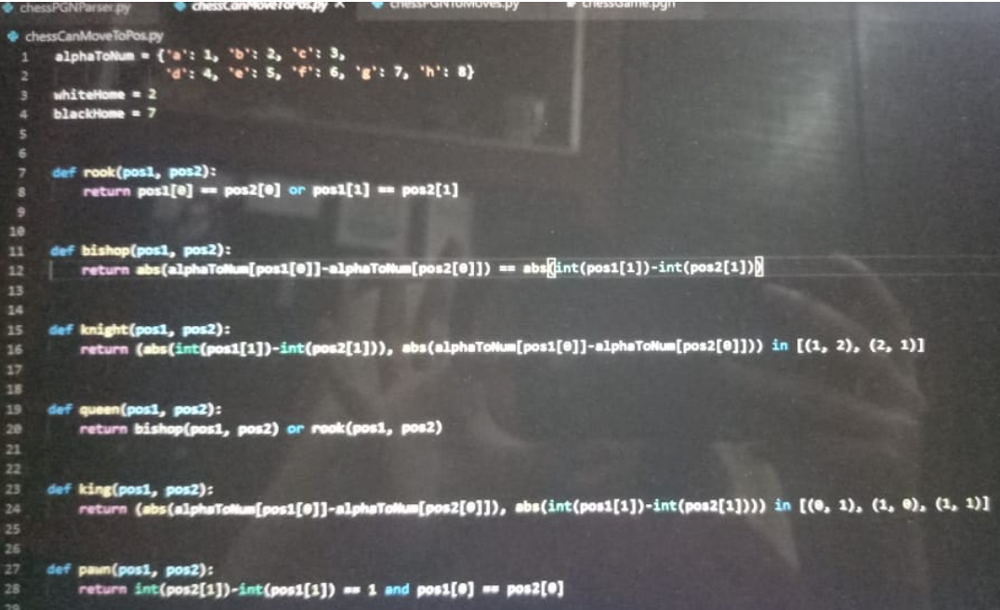 chessPGNParser.py chessCanMoveToPos.py × chessPGNToMoves.py chessGame.pgn
chessCanMoveToPos.py
1 alphaToNum = {'a': 1, 'b': 2, 'c': 3,
2 'd': 4, 'e': 5, 'f': 6, 'g': 7, 'h': 8}
3 whiteHome = 2
4 blackHome = 7
5
6
7 def rook(pos1, pos2):
8 return pos1[0] == pos2[0] or pos1[1] == pos2[1]
9
10
11 def bishop(pos1, pos2):
12 return abs(alphaToNum[pos1[0]]-alphaToNum[pos2[0]]) == abs(int(pos1[1])-int(pos2[1]))
13
14
15 def knight(pos1, pos2):
16 return (abs(int(pos1[1])-int(pos2[1])), abs(alphaToNum[pos1[0]]-alphaToNum[pos2[0]])) in [(1, 2), (2, 1)]
17
18
19 def queen(pos1, pos2):
20 return bishop(pos1, pos2) or rook(pos1, pos2)
21
22
23 def king(pos1, pos2):
24 return (abs(alphaToNum[pos1[0]]-alphaToNum[pos2[0]]), abs(int(pos1[1])-int(pos2[1]))) in [(0, 1), (1, 0), (1, 1)]
25
26
27 def pawn(pos1, pos2):
28 return int(pos2[1])-int(pos1[1]) == 1 and pos1[0] == pos2[0]
29